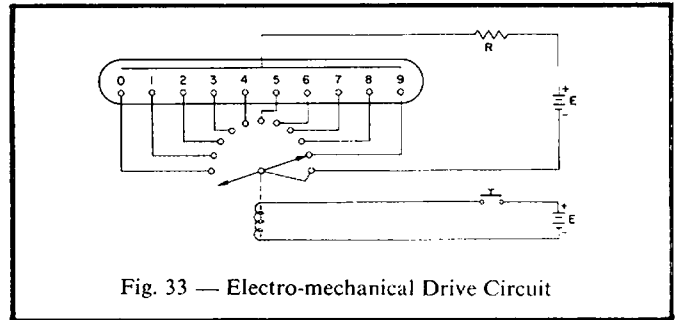 R
0 1 2 3 4 5 6 7 8 9
+
E
-
+
E
-
Fig. 33 — Electro-mechanical Drive Circuit